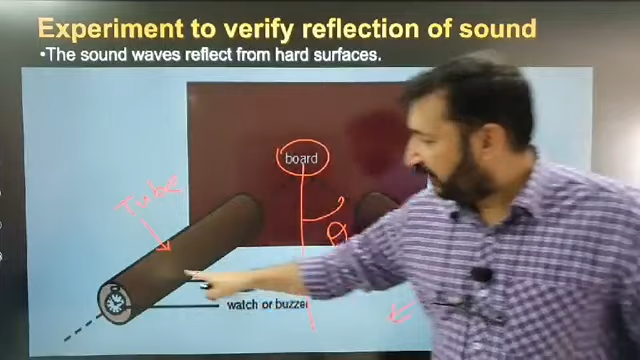 Experiment to verify reflection of sound
•The sound waves reflect from hard surfaces.
board
Tube
θ
watch or buzzer